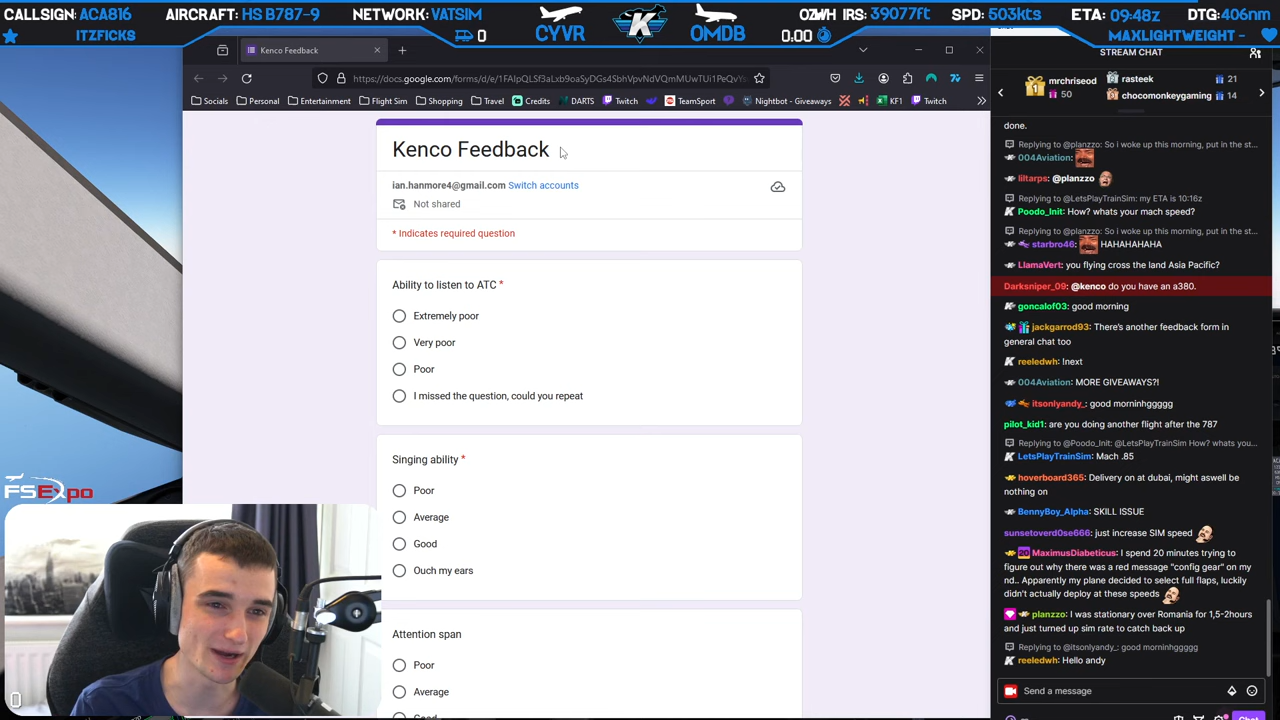 CALLSIGN: ACA816
AIRCRAFT: HS B787-9
NETWORK: VATSIM
OZWH IRS: 39077ft
SPD: 503kts
ETA: 09:48z
DTG: 406nm
ITZFICKS
0
CYVR
K
OMDB
0:00
MAXLIGHTWEIGHT -
Kenco Feedback
https://docs.google.com/forms/d/e/1FAIpQLSf3aLxb9oaSyDGs4SbhVpvNdVQmMUwTUi1PeQvYs
Socials
Personal
Entertainment
Flight Sim
Shopping
Travel
Credits
DARTS
Twitch
TeamSport
Nightbot - Giveaways
KF1
Twitch
Kenco Feedback
ian.hanmore4@gmail.com Switch accounts
Not shared
* Indicates required question
Ability to listen to ATC *
Extremely poor
Very poor
Poor
I missed the question, could you repeat
Singing ability *
Poor
Average
Good
Ouch my ears
Attention span
Poor
Average
Good
FSExpo
0
STREAM CHAT
mrchriseod
50
rasteek 21
chocomonkeygaming 14
done.
Replying to @planzzo: So i woke up this morning, put in the st...
004Aviation:
liltarps: @planzzo
Replying to @LetsPlayTrainSim: my ETA is 10:16z
Poodo_Init: How? whats your mach speed?
Replying to @planzzo: So i woke up this morning, put in the st...
starbro46: HAHAHAHAHA
LlamaVert: you flying cross the land Asia Pacific?
Darksniper_09: @kenco do you have an a380.
goncalof03: good morning
jackgarrod93: There's another feedback form in
general chat too
reeledwh: !next
004Aviation: MORE GIVEAWAYS?!
itsonlyandy_: good morninhggggg
pilot_kid1: are you doing another flight after the 787
Replying to @Poodo_Init: @LetsPlayTrainSim How? whats you...
LetsPlayTrainSim: Mach .85
hoverboard365: Delivery on at dubai, might aswell be
nothing on
BennyBoy_Alpha: SKILL ISSUE
sunsetoverd0se666: just increase SIM speed
MaximusDiabeticus: I spend 20 minutes trying to
figure out why there was a red message "config gear" on my
nd.. Apparently my plane decided to select full flaps, luckily
didn't actually deploy at these speeds
planzzo: I was stationary over Romania for 1,5-2hours
and just turned up sim rate to catch back up
Replying to @itsonlyandy_: good morninhggggg
reeledwh: Hello andy
Send a message
Chat